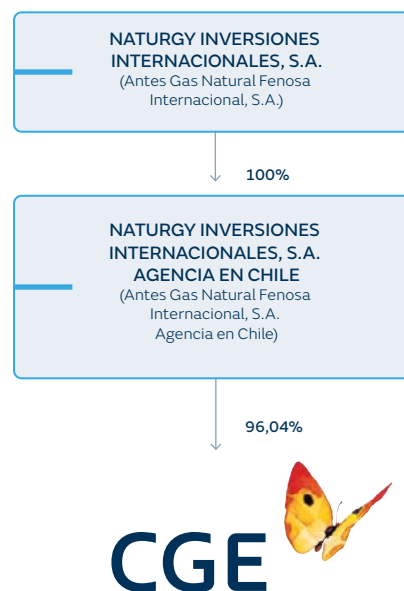 NATURGY INVERSIONES
INTERNACIONALES, S.A.
(Antes Gas Natural Fenosa
Internacional, S.A.)
100%
NATURGY INVERSIONES
INTERNACIONALES, S.A.
AGENCIA EN CHILE
(Antes Gas Natural Fenosa
Internacional, S.A.
Agencia en Chile)
96,04%
CGE